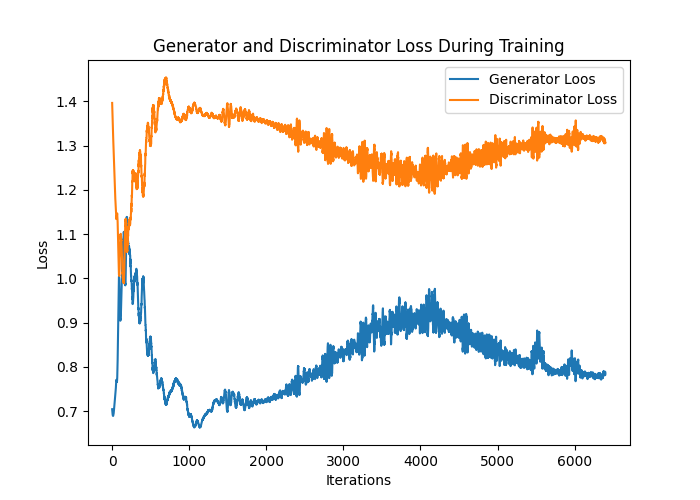 Generator and Discriminator Loss During Training
Generator Loos
Discriminator Loss
Loss
1.4
1.3
1.2
1.1
1.0
0.9
0.8
0.7
0 1000 2000 3000 4000 5000 6000
Iterations